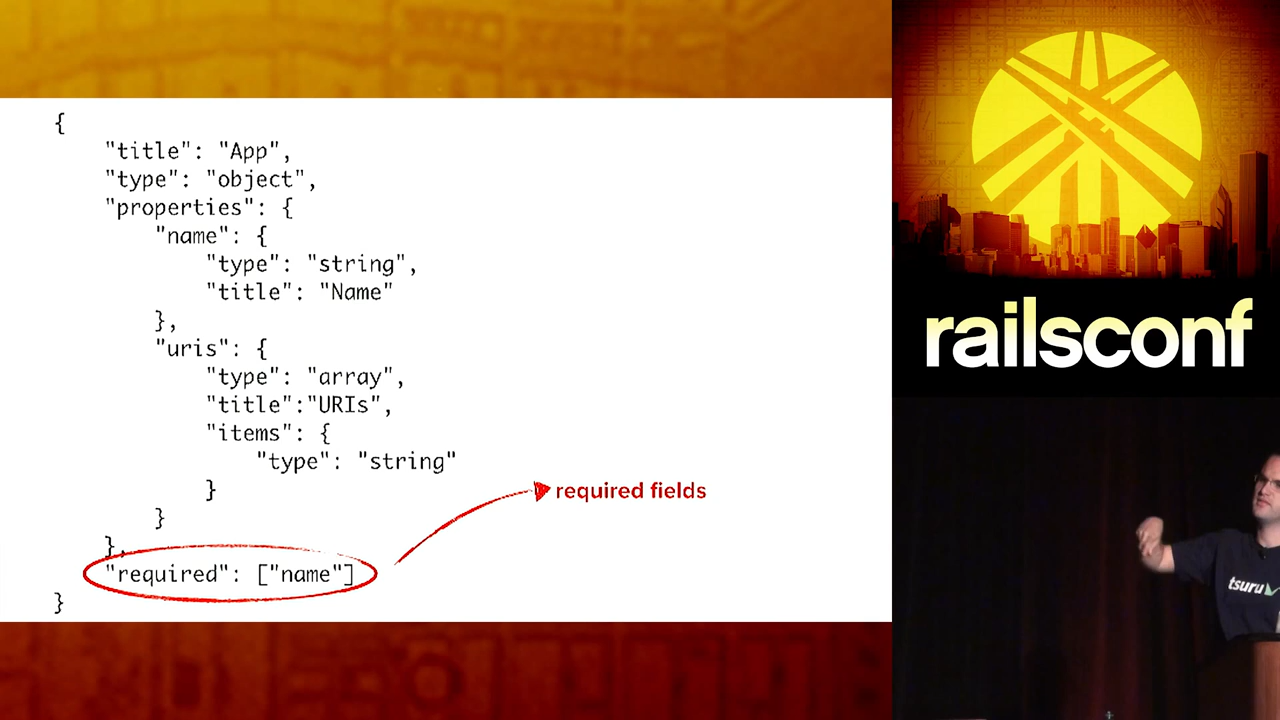 {
"title": "App",
"type": "object",
"properties": {
"name": {
"type": "string",
"title": "Name"
},
"uris": {
"type": "array",
"title":"URIs",
"items": {
"type": "string"
}
}
},
"required": ["name"]
}
required fields
railsconf
tsuru